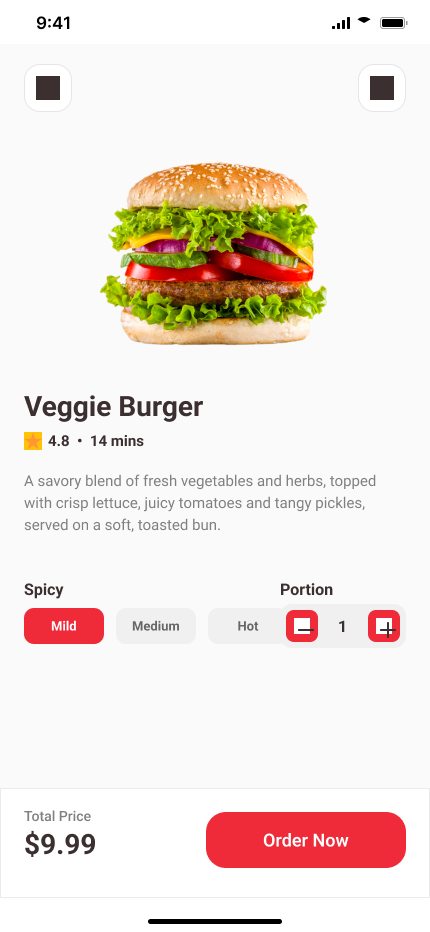 9:41
Veggie Burger
4.8 • 14 mins
A savory blend of fresh vegetables and herbs, topped
with crisp lettuce, juicy tomatoes and tangy pickles,
served on a soft, toasted bun.
Spicy
Portion
Mild
Medium
Hot
1
Total Price
$9.99
Order Now